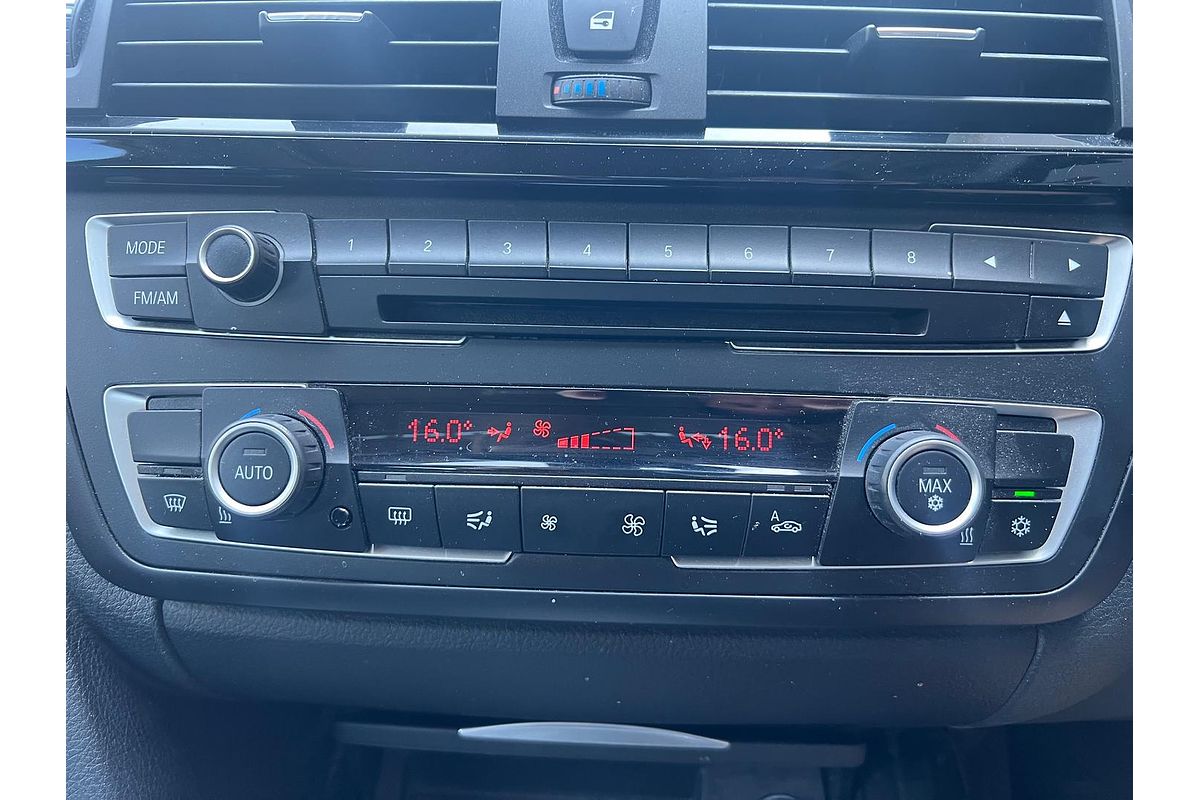 MODE
1 2 3 4 5 6 7 8
FM/AM
16.0° 16.0°
AUTO
MAX
A